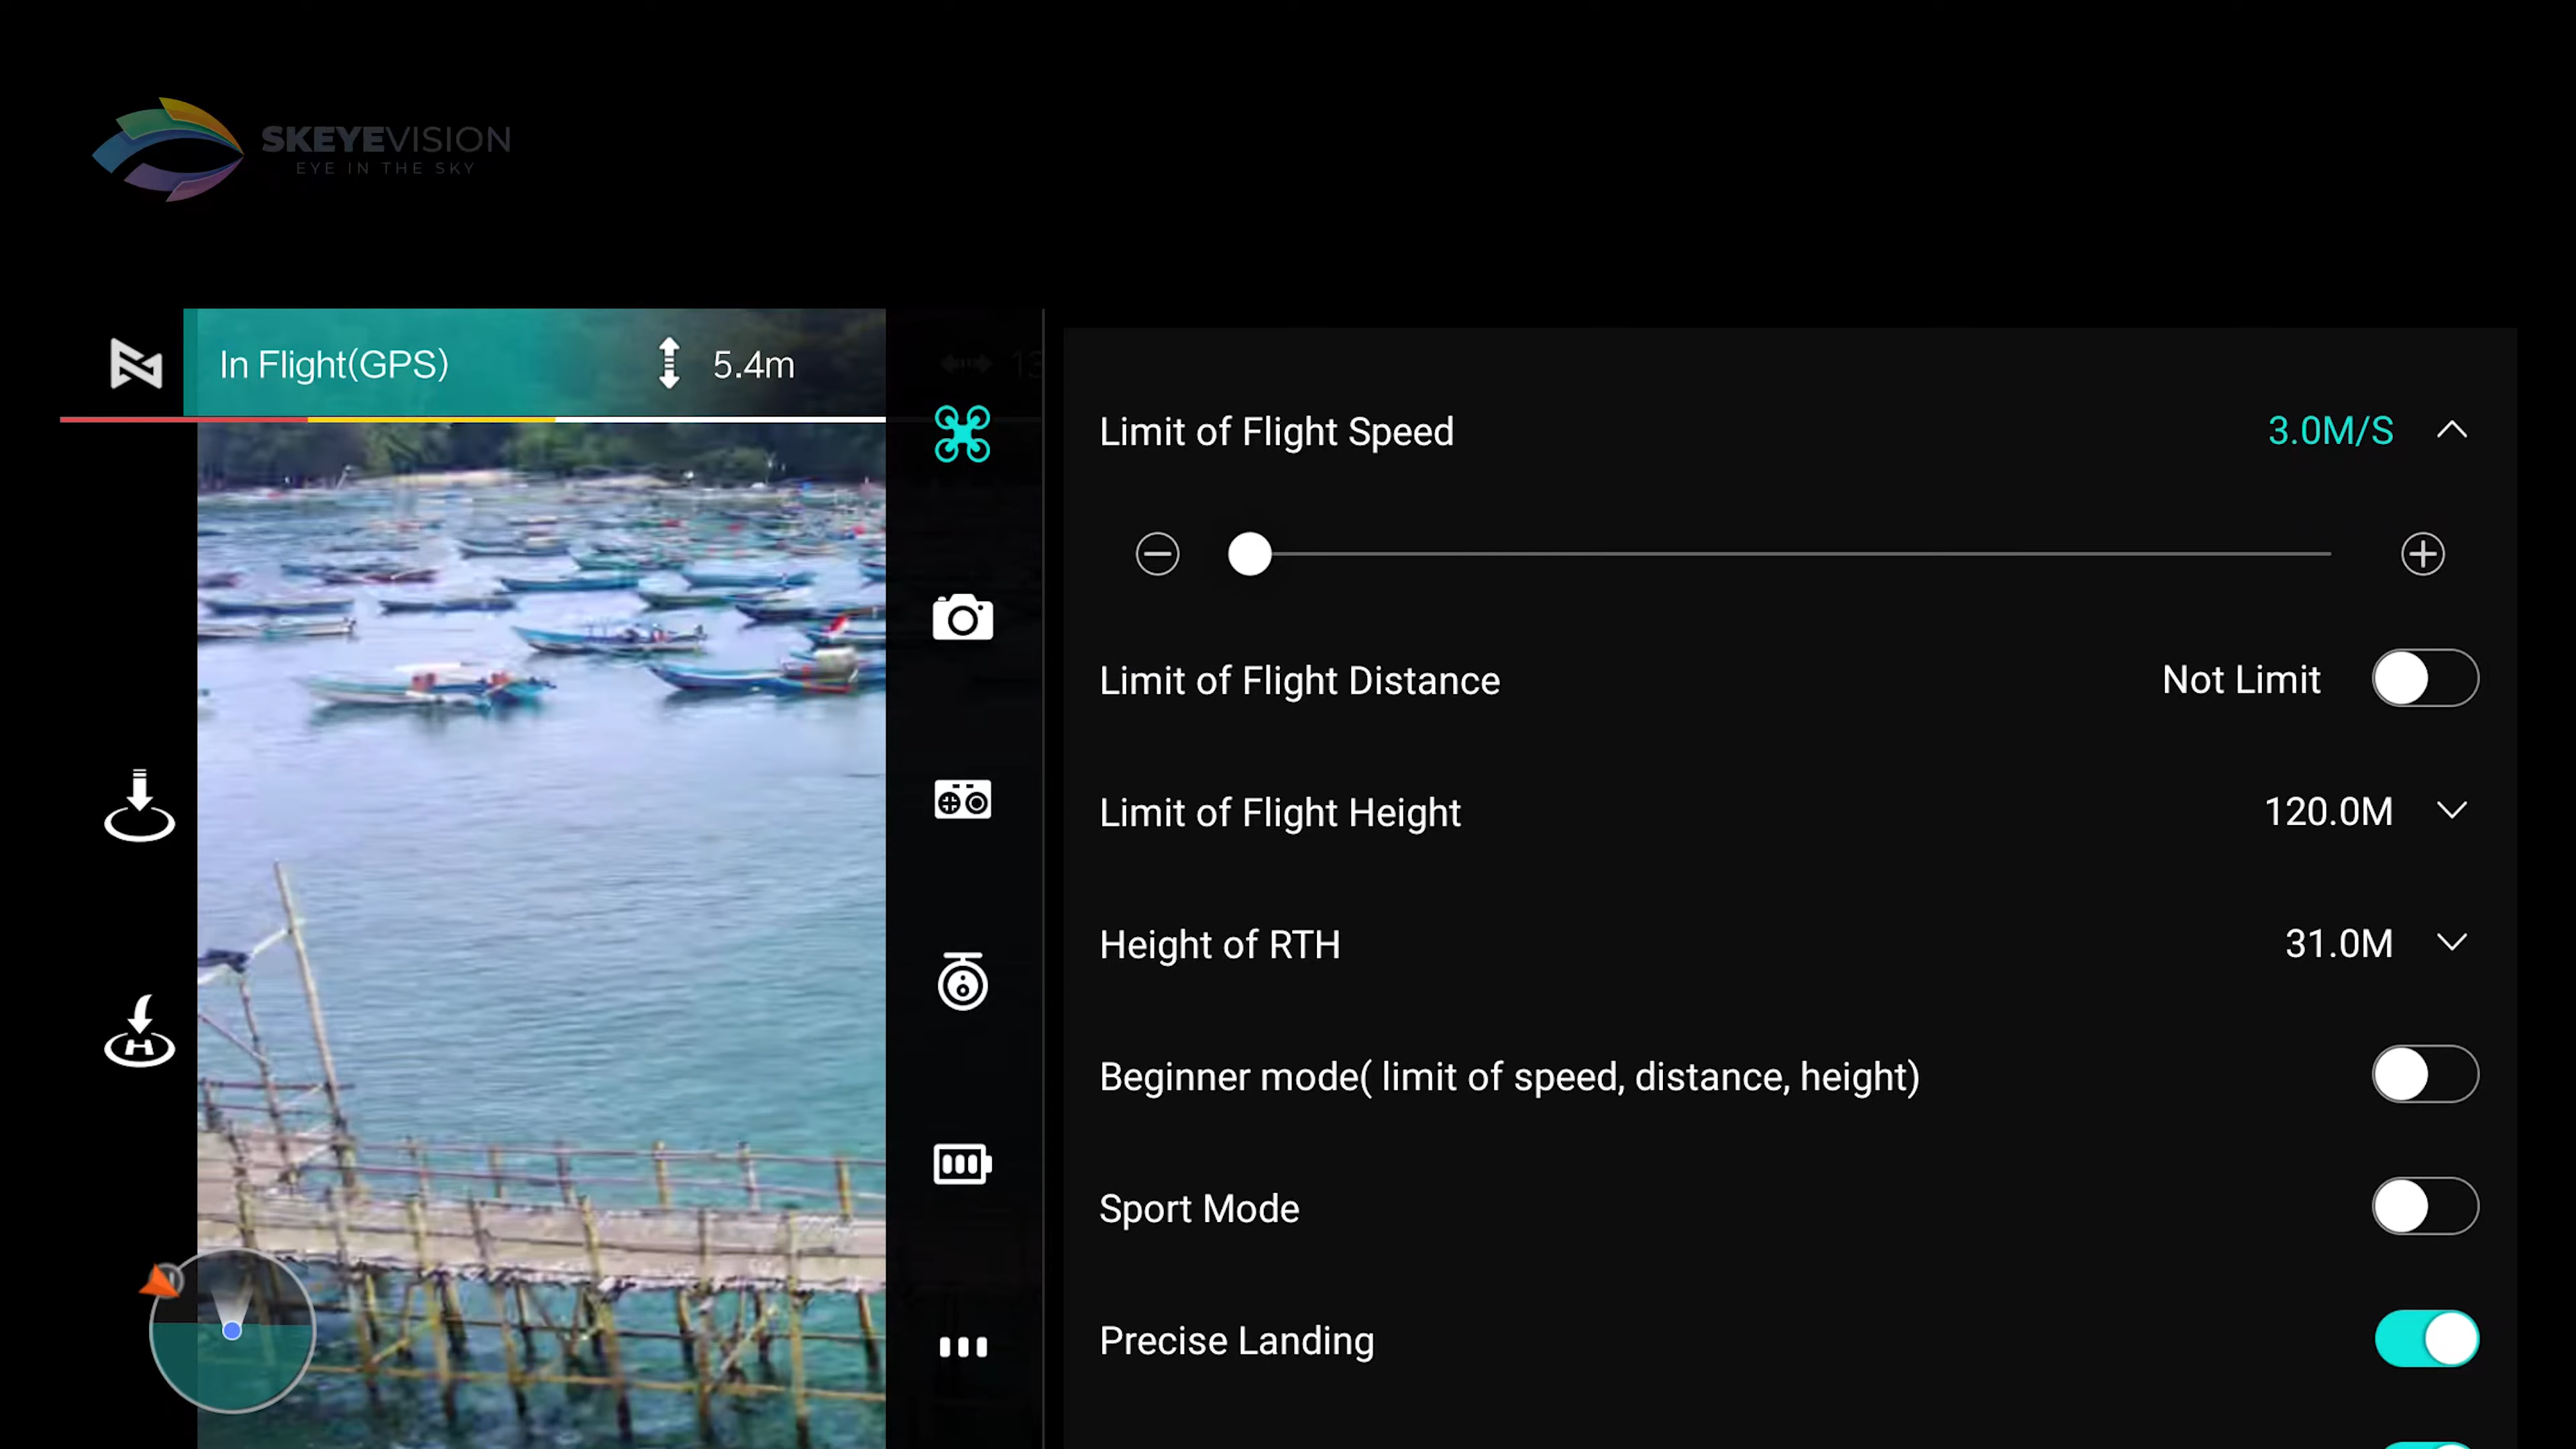 SKEYEVISION
EYE IN THE SKY
In Flight(GPS)
5.4m
13
Limit of Flight Speed
3.0M/S
Limit of Flight Distance
Not Limit
Limit of Flight Height
120.0M
Height of RTH
31.0M
Beginner mode( limit of speed, distance, height)
Sport Mode
Precise Landing